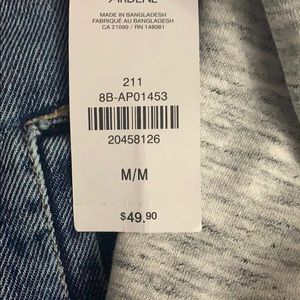 ARDENE
MADE IN BANGLADESH
FABRIQUÉ AU BANGLADESH
CA 21099 / RN 148061
211
8B-AP01453
20458126
M/M
$49.90